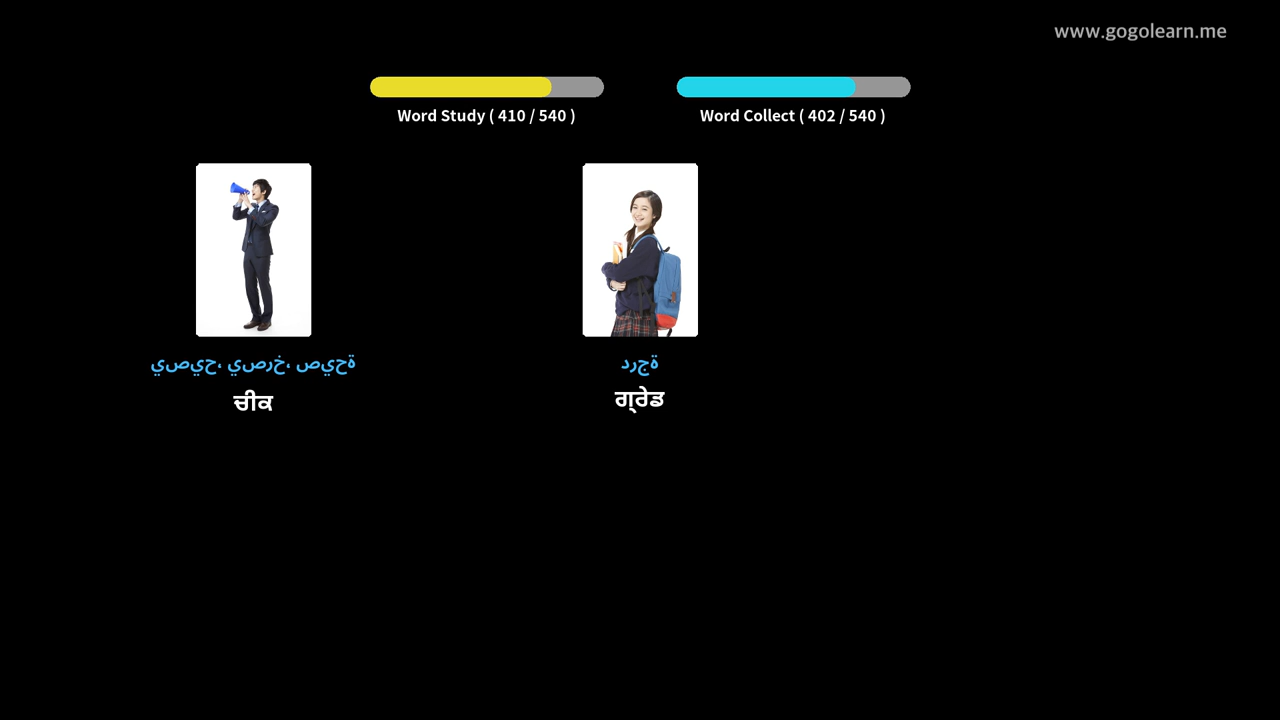 www.gogolearn.me
Word Study ( 410 / 540 )
Word Collect ( 402 / 540 )
يصيح، يصرخ، صيحة
ਚੀਕ
درجة
ਗ੍ਰੇਡ